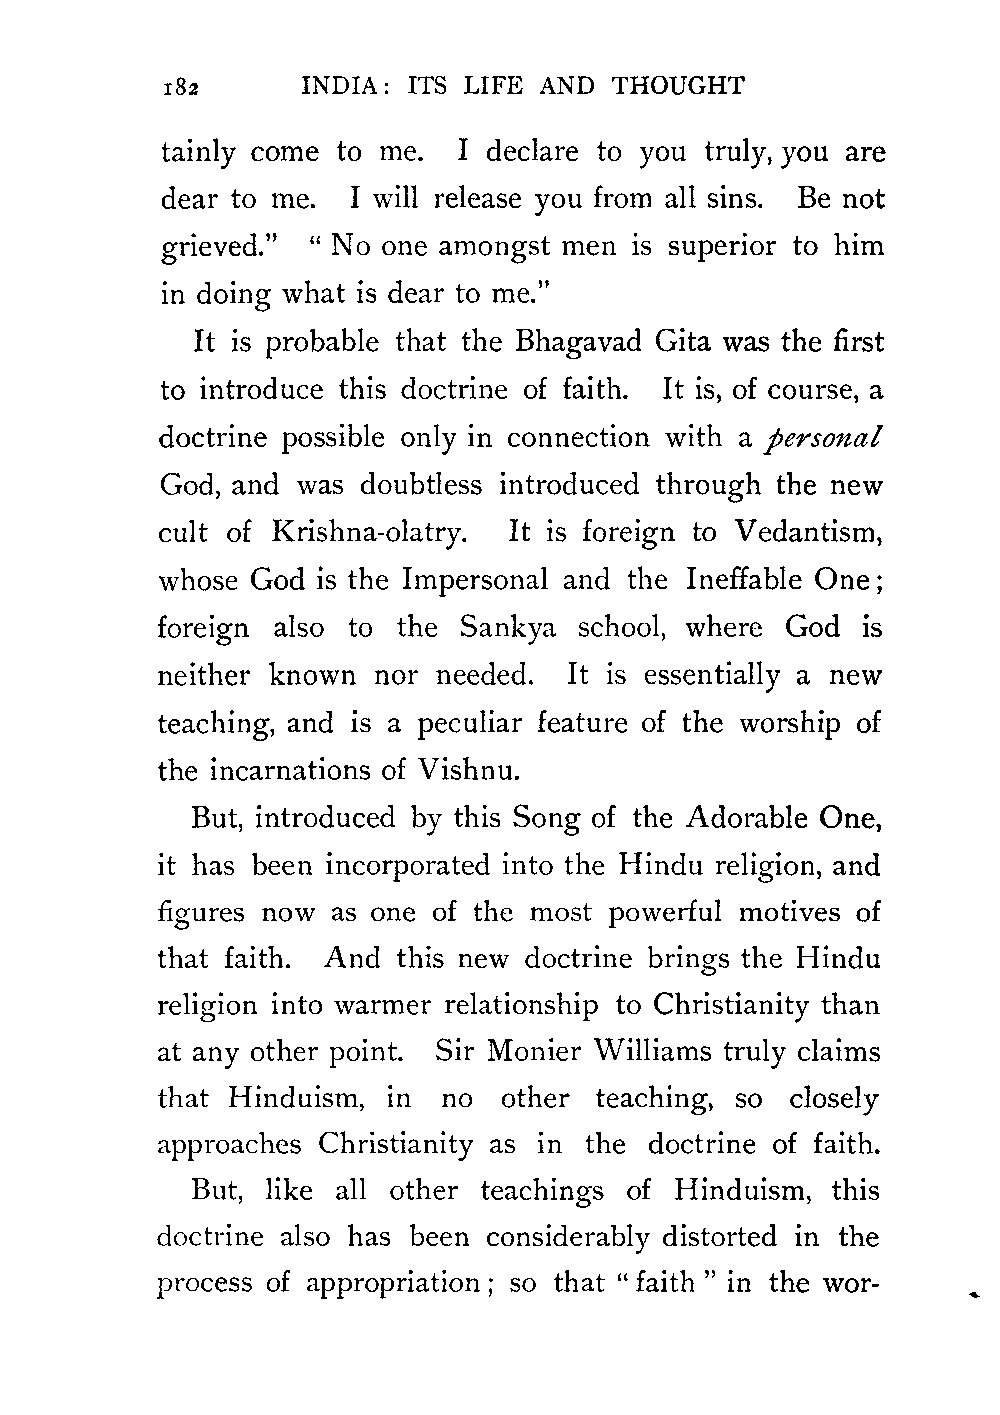 182 INDIA: ITS LIFE AND THOUGHT
tainly come to me. I declare to you truly, you are
dear to me. I will release you from all sins. Be not
grieved." "No one amongst men is superior to him
in doing what is dear to me."
It is probable that the Bhagavad Gita was the first
to introduce this doctrine of faith. It is, of course, a
doctrine possible only in connection with a personal
God, and was doubtless introduced through the new
cult of Krishna-olatry. It is foreign to Vedantism,
whose God is the Impersonal and the Ineffable One;
foreign also to the Sankya school, where God is
neither known nor needed. It is essentially a new
teaching, and is a peculiar feature of the worship of
the incarnations of Vishnu.
But, introduced by this Song of the Adorable One,
it has been incorporated into the Hindu religion, and
figures now as one of the most powerful motives of
that faith. And this new doctrine brings the Hindu
religion into warmer relationship to Christianity than
at any other point. Sir Monier Williams truly claims
that Hinduism, in no other teaching, so closely
approaches Christianity as in the doctrine of faith.
But, like all other teachings of Hinduism, this
doctrine also has been considerably distorted in the
process of appropriation; so that "faith" in the wor-